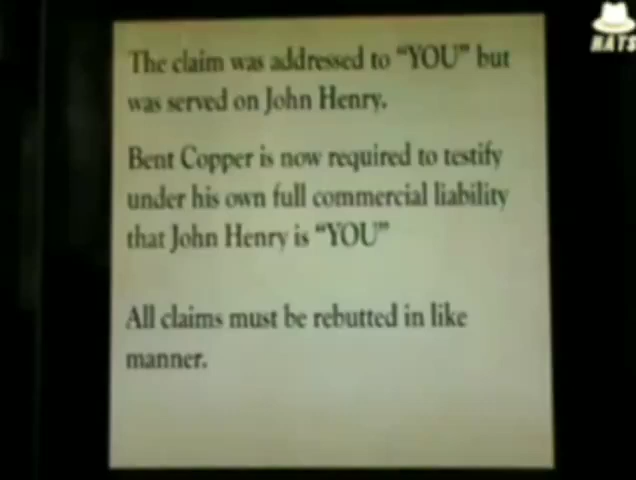 HATS
The claim was addressed to “YOU” but
was served on John Henry.
Bent Copper is now required to testify
under his own full commercial liability
that John Henry is “YOU”
All claims must be rebutted in like
manner.